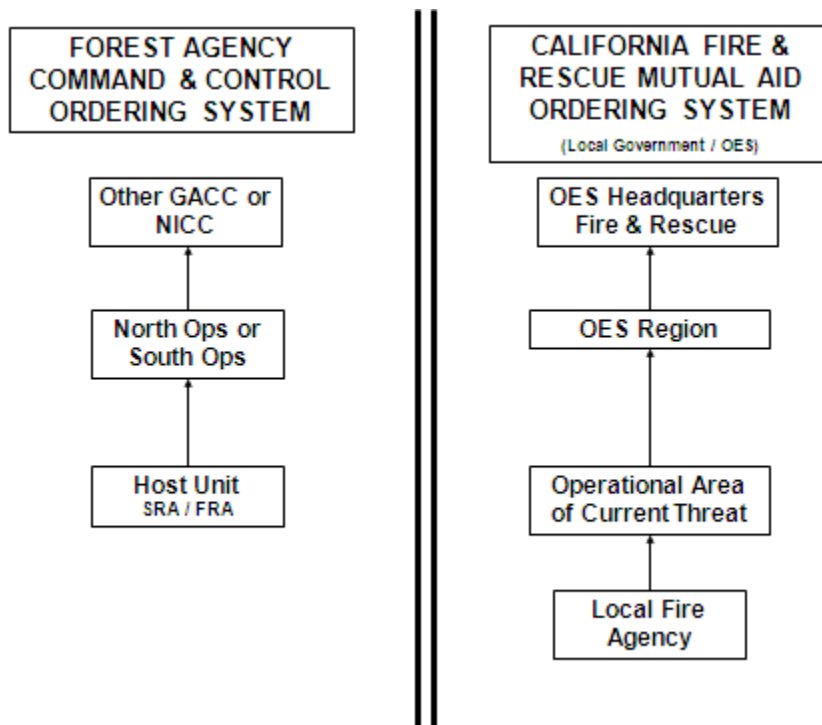 FOREST AGENCY
COMMAND & CONTROL
ORDERING SYSTEM
Other GACC or
NICC
North Ops or
South Ops
Host Unit
SRA / FRA
CALIFORNIA FIRE &
RESCUE MUTUAL AID
ORDERING SYSTEM
(Local Government / OES)
OES Headquarters
Fire & Rescue
OES Region
Operational Area
of Current Threat
Local Fire
Agency